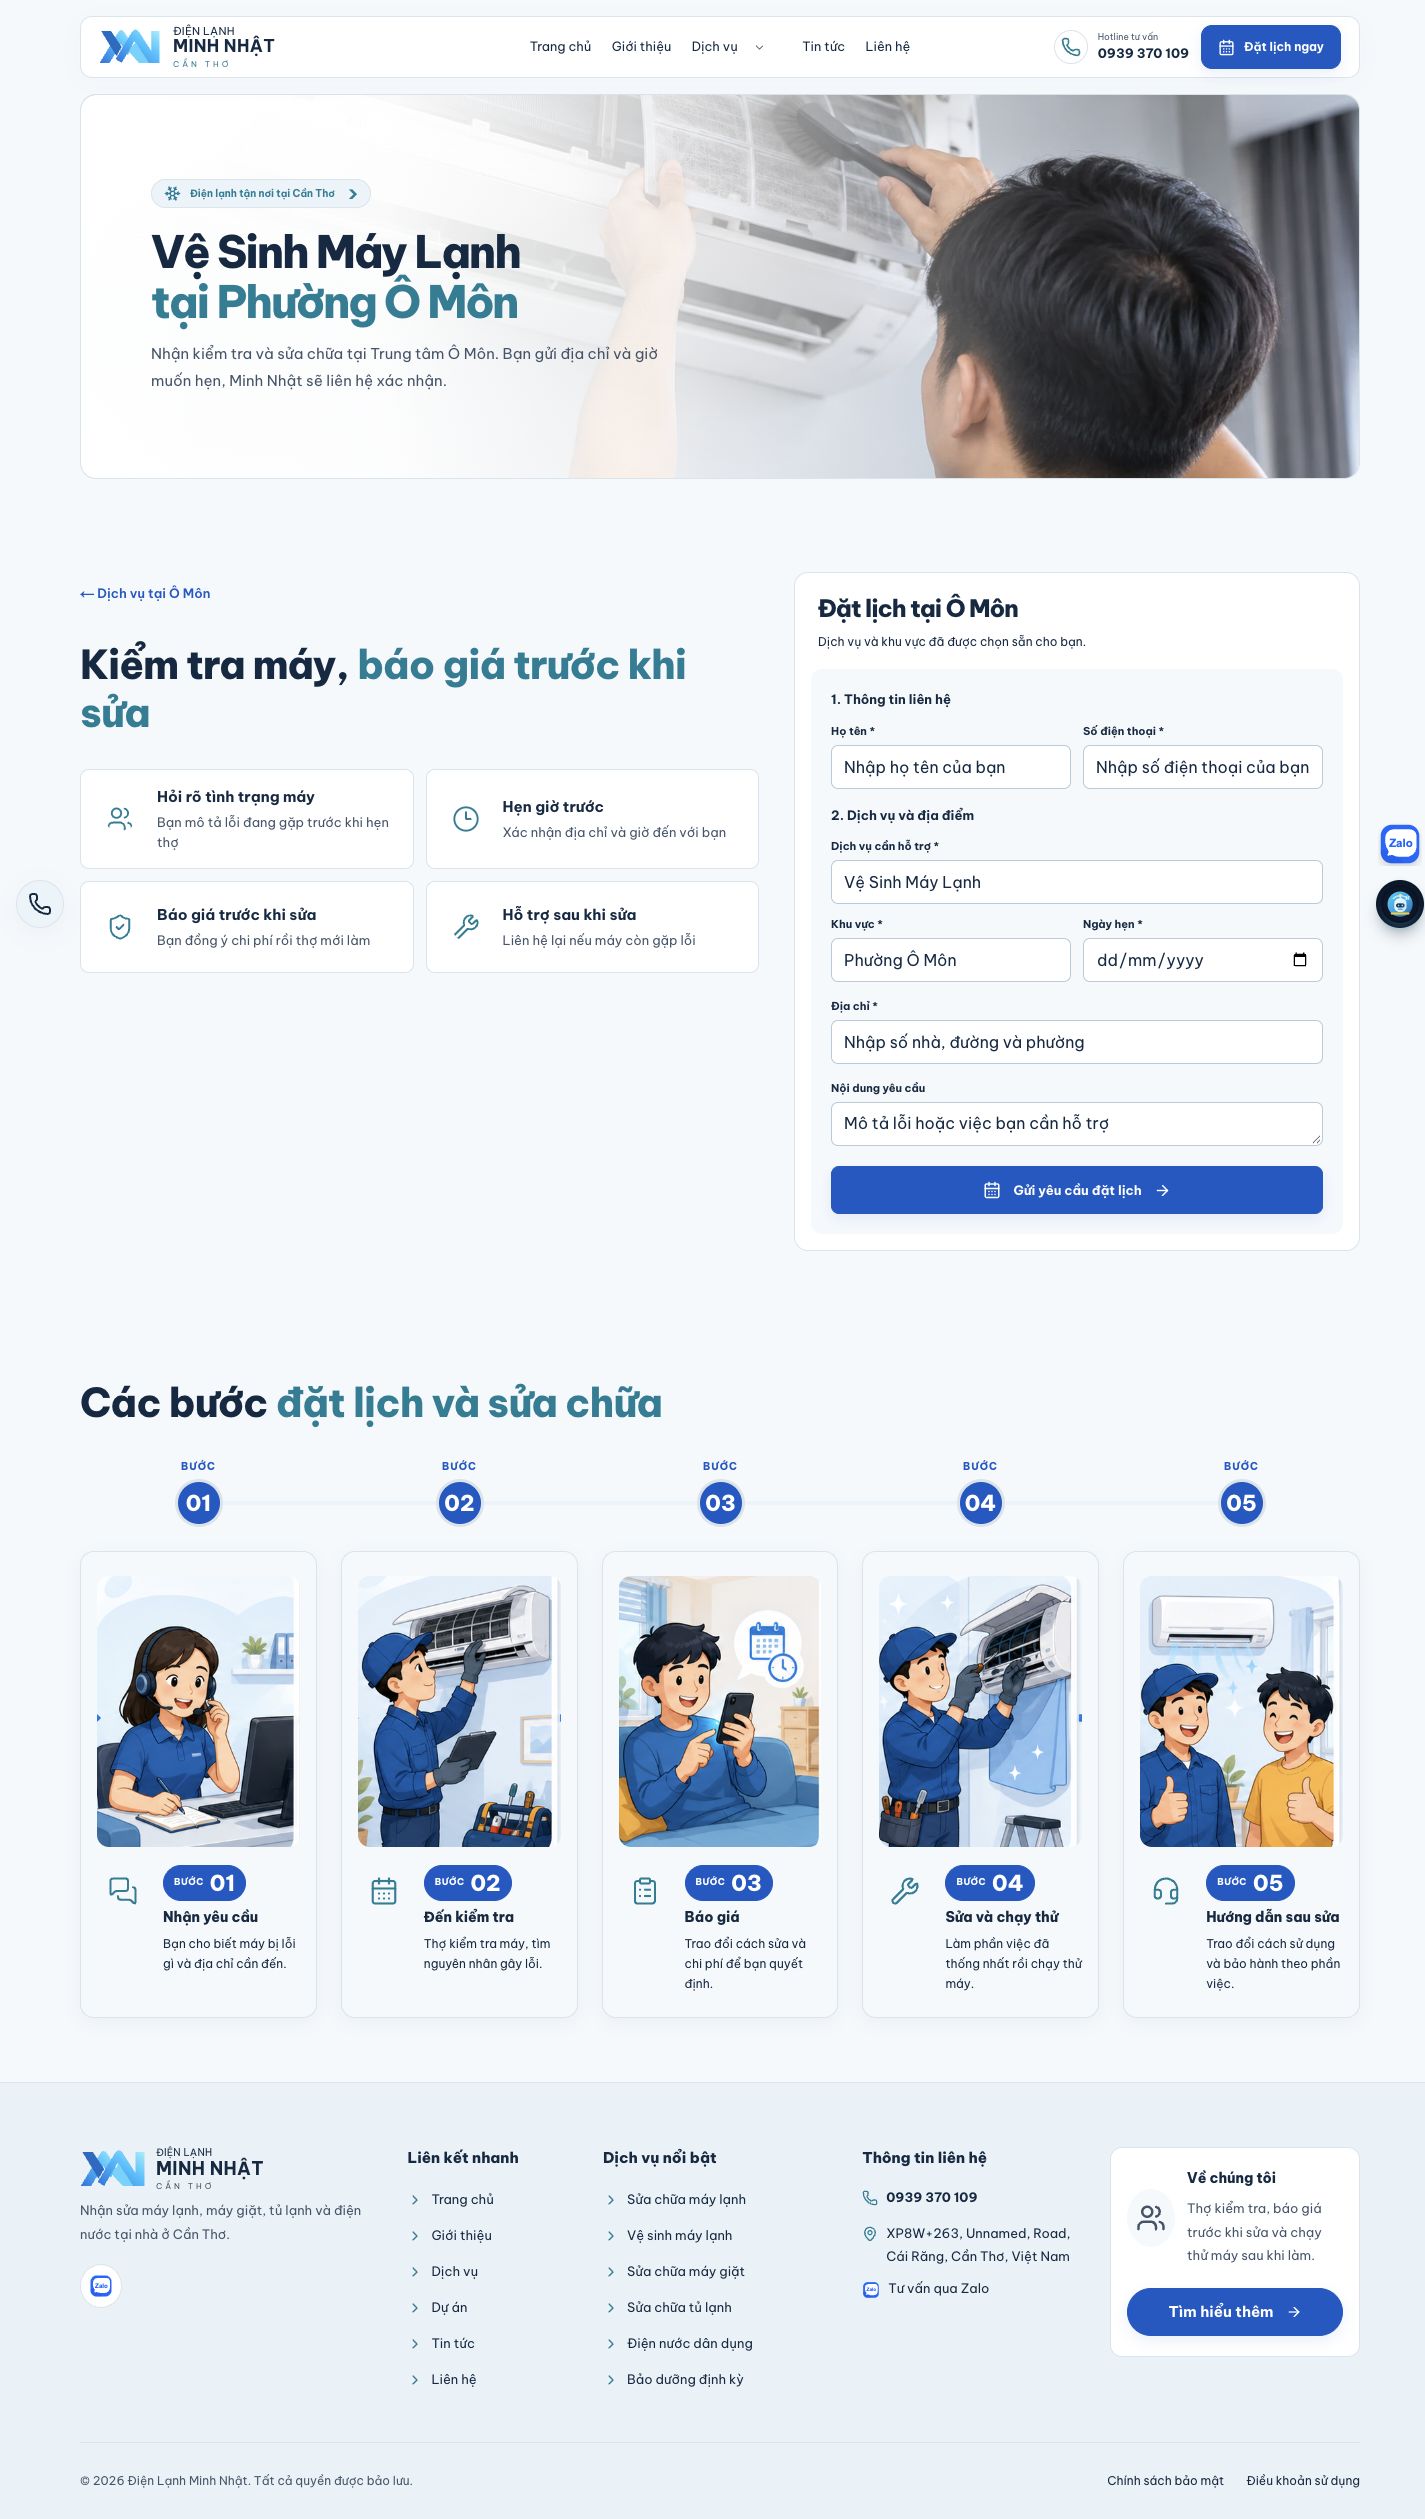 ĐIỆN LẠNH
MINH NHẬT
CẦN THƠ
Trang chủ
Giới thiệu
Dịch vụ
Tin tức
Liên hệ
Hotline tư vấn
0939 370 109
Đặt lịch ngay
Điện lạnh tận nơi tại Cần Thơ
Vệ Sinh Máy Lạnh
tại Phường Ô Môn
Nhận kiểm tra và sửa chữa tại Trung tâm Ô Môn. Bạn gửi địa chỉ và giờ
muốn hẹn, Minh Nhật sẽ liên hệ xác nhận.
← Dịch vụ tại Ô Môn
Kiểm tra máy, báo giá trước khi
sửa
Hỏi rõ tình trạng máy
Bạn mô tả lỗi đang gặp trước khi hẹn
thợ
Hẹn giờ trước
Xác nhận địa chỉ và giờ đến với bạn
Báo giá trước khi sửa
Bạn đồng ý chi phí rồi thợ mới làm
Hỗ trợ sau khi sửa
Liên hệ lại nếu máy còn gặp lỗi
Đặt lịch tại Ô Môn
Dịch vụ và khu vực đã được chọn sẵn cho bạn.
1. Thông tin liên hệ
Họ tên *
Số điện thoại *
Nhập họ tên của bạn
Nhập số điện thoại của bạn
2. Dịch vụ và địa điểm
Dịch vụ cần hỗ trợ *
Vệ Sinh Máy Lạnh
Khu vực *
Ngày hẹn *
Phường Ô Môn
dd/mm/yyyy
Địa chỉ *
Nhập số nhà, đường và phường
Nội dung yêu cầu
Mô tả lỗi hoặc việc bạn cần hỗ trợ
Gửi yêu cầu đặt lịch
Zalo
Các bước đặt lịch và sửa chữa
BƯỚC
01
BƯỚC
02
BƯỚC
03
BƯỚC
04
BƯỚC
05
BƯỚC 01
Nhận yêu cầu
Bạn cho biết máy bị lỗi
gì và địa chỉ cần đến.
BƯỚC 02
Đến kiểm tra
Thợ kiểm tra máy, tìm
nguyên nhân gây lỗi.
BƯỚC 03
Báo giá
Trao đổi cách sửa và
chi phí để bạn quyết
định.
BƯỚC 04
Sửa và chạy thử
Làm phần việc đã
thống nhất rồi chạy thử
máy.
BƯỚC 05
Hướng dẫn sau sửa
Trao đổi cách sử dụng
và bảo hành theo phần
việc.
ĐIỆN LẠNH
MINH NHẬT
CẦN THƠ
Nhận sửa máy lạnh, máy giặt, tủ lạnh và điện
nước tại nhà ở Cần Thơ.
Zalo
Liên kết nhanh
Trang chủ
Giới thiệu
Dịch vụ
Dự án
Tin tức
Liên hệ
Dịch vụ nổi bật
Sửa chữa máy lạnh
Vệ sinh máy lạnh
Sửa chữa máy giặt
Sửa chữa tủ lạnh
Điện nước dân dụng
Bảo dưỡng định kỳ
Thông tin liên hệ
0939 370 109
XP8W+263, Unnamed, Road,
Cái Răng, Cần Thơ, Việt Nam
Zalo
Tư vấn qua Zalo
Về chúng tôi
Thợ kiểm tra, báo giá
trước khi sửa và chạy
thử máy sau khi làm.
Tìm hiểu thêm
© 2026 Điện Lạnh Minh Nhật. Tất cả quyền được bảo lưu.
Chính sách bảo mật
Điều khoản sử dụng